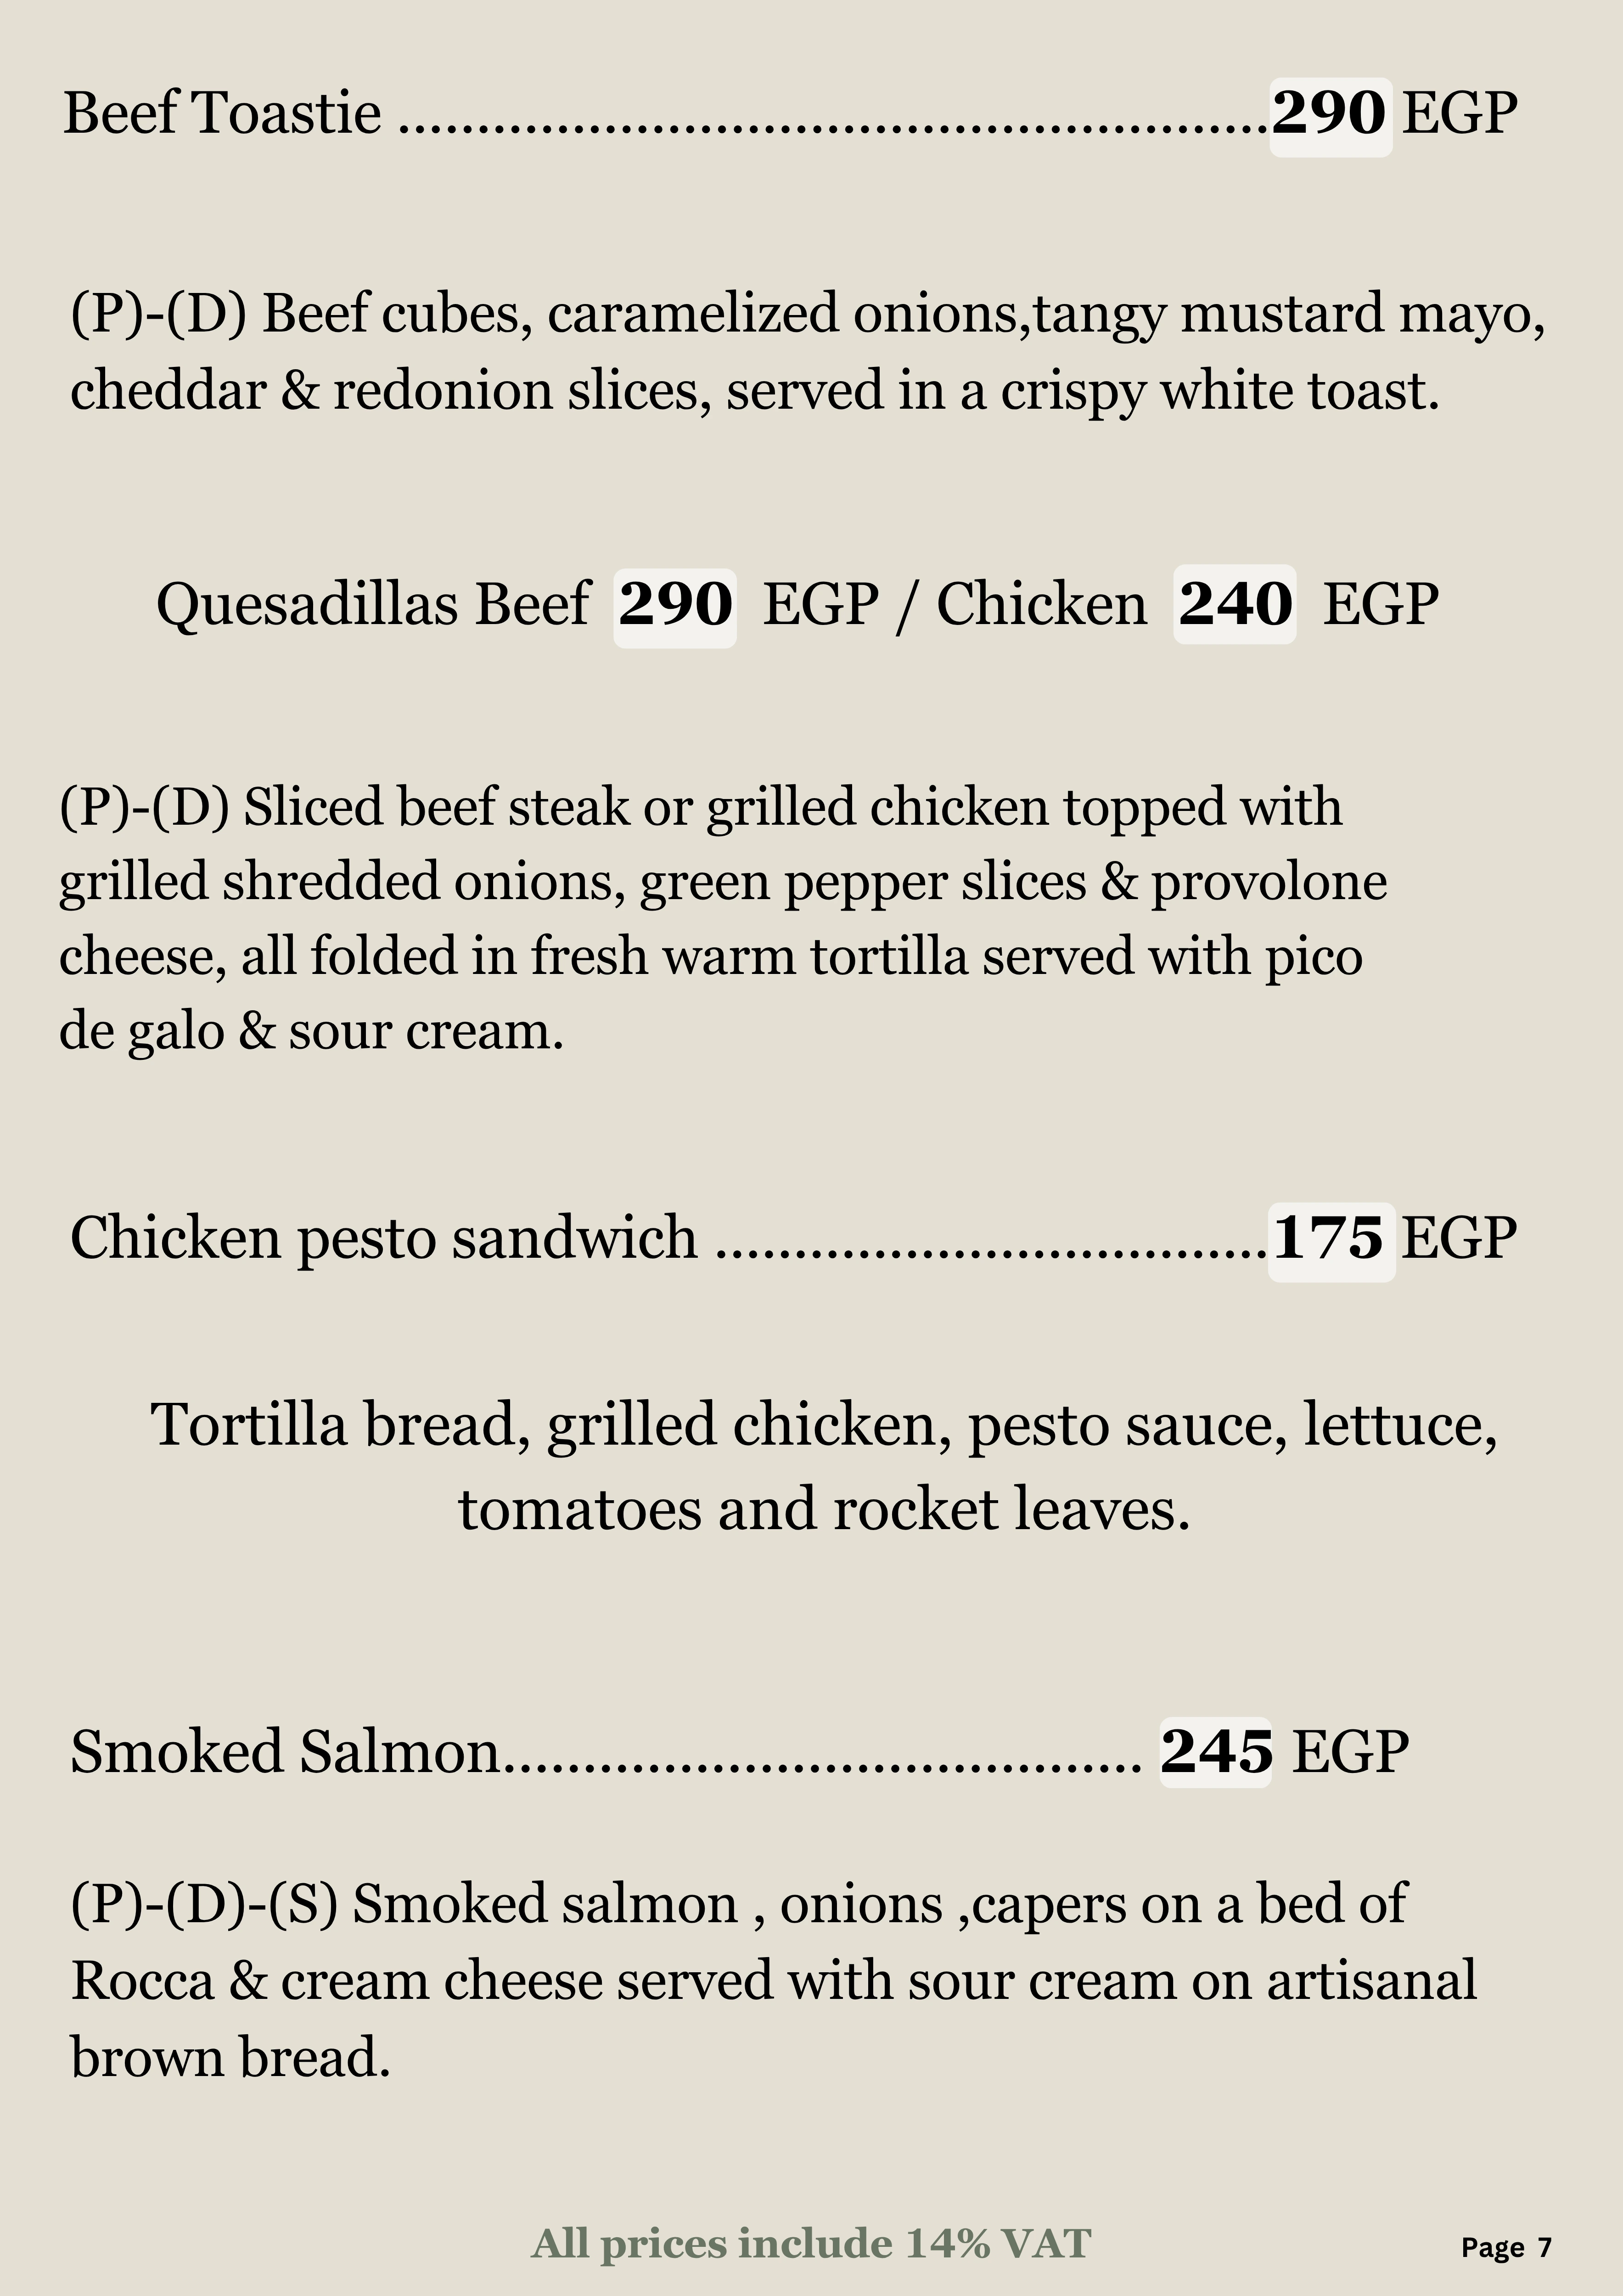 Beef Toastie .......................................................290 EGP
(P)-(D) Beef cubes, caramelized onions,tangy mustard mayo,
cheddar & redonion slices, served in a crispy white toast.
Quesadillas Beef 290 EGP / Chicken 240 EGP
(P)-(D) Sliced beef steak or grilled chicken topped with
grilled shredded onions, green pepper slices & provolone
cheese, all folded in fresh warm tortilla served with pico
de galo & sour cream.
Chicken pesto sandwich ...................................175 EGP
Tortilla bread, grilled chicken, pesto sauce, lettuce,
tomatoes and rocket leaves.
Smoked Salmon........................................ 245 EGP
(P)-(D)-(S) Smoked salmon , onions ,capers on a bed of
Rocca & cream cheese served with sour cream on artisanal
brown bread.
All prices include 14% VAT
Page 7